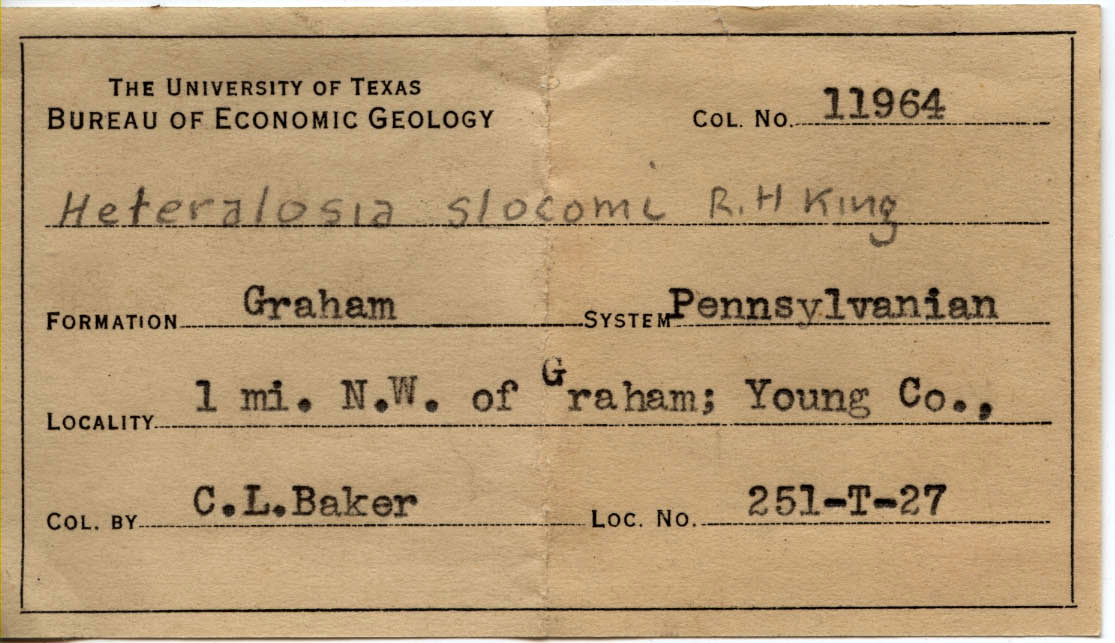 THE UNIVERSITY OF TEXAS
BUREAU OF ECONOMIC GEOLOGY
COL. NO. 11964
Heteralosia slocomi R.H King
FORMATION Graham SYSTEM Pennsylvanian
LOCALITY 1 mi. N.W. of Graham; Young Co.,
COL. BY C.L.Baker LOC. NO. 251-T-27